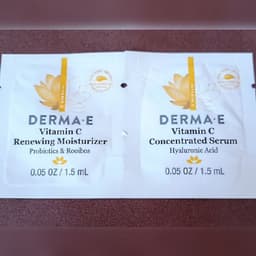 DERMA·E
Vitamin C
Renewing Moisturizer
Probiotics & Rooibos
0.05 OZ / 1.5 mL
DERMA·E
Vitamin C
Concentrated Serum
Hyaluronic Acid
0.05 OZ / 1.5 mL